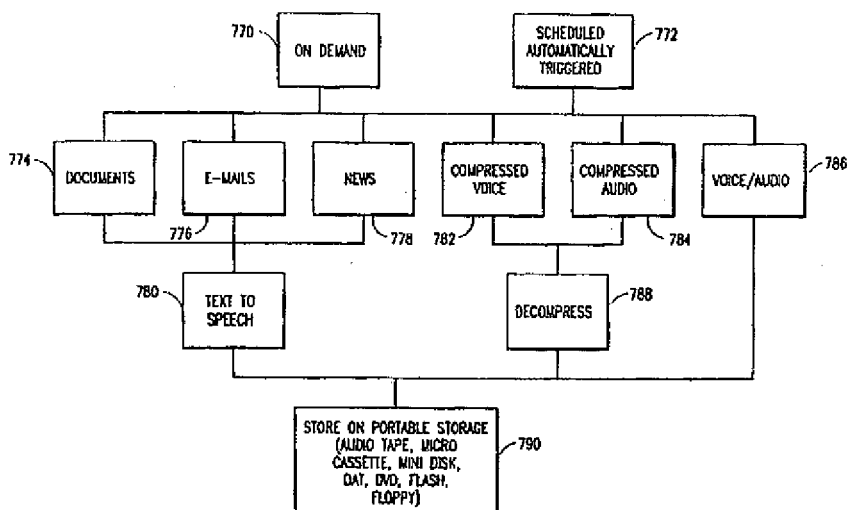 770
ON DEMAND
SCHEDULED
AUTOMATICALLY
TRIGGERED
772
774
DOCUMENTS
E-MAILS
776
NEWS
778
COMPRESSED
VOICE
782
COMPRESSED
AUDIO
784
VOICE/AUDIO
786
780
TEXT TO
SPEECH
DECOMPRESS
788
STORE ON PORTABLE STORAGE
(AUDIO TAPE, MICRO
CASSETTE, MINI DISK,
DAT, DVD, FLASH,
FLOPPY)
790